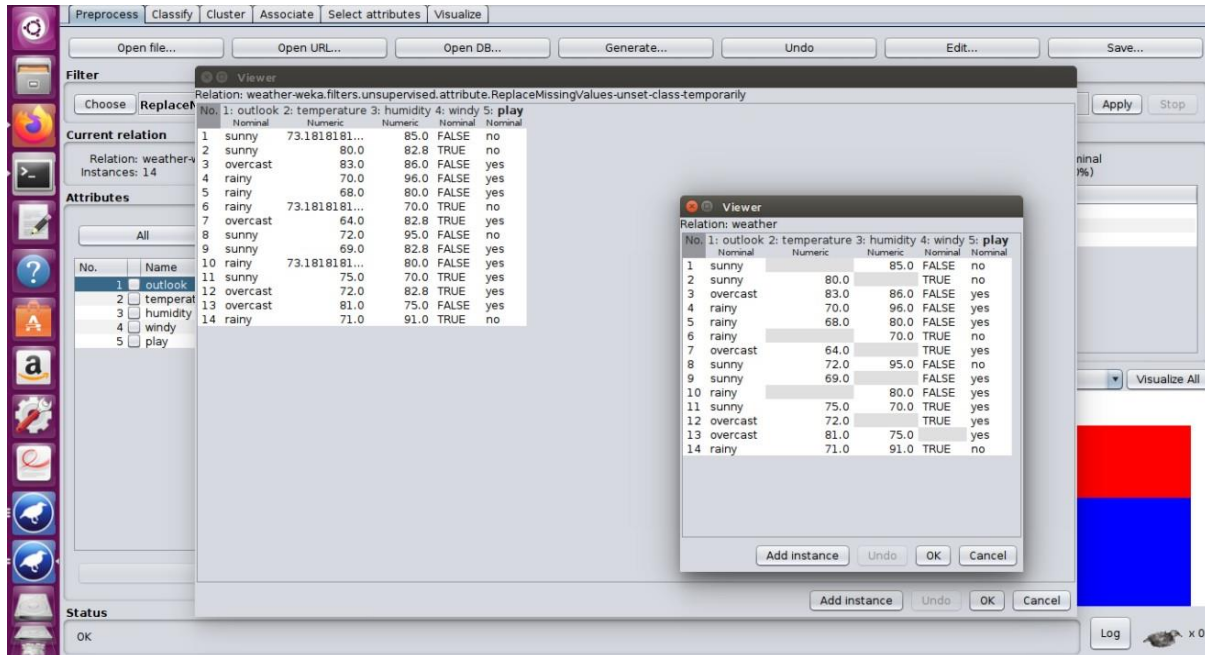 Preprocess Classify Cluster Associate Select attributes Visualize
Open file... Open URL... Open DB... Generate... Undo Edit... Save...
Filter
Choose ReplaceM Apply Stop
Current relation
Relation: weather-w
Instances: 14
Attributes
All
No. Name
1 outlook
2 temperat
3 humidity
4 windy
5 play
Status
OK
Viewer
Relation: weather-weka.filters.unsupervised.attribute.ReplaceMissingValues-unset-class-temporarily
No. 1: outlook 2: temperature 3: humidity 4: windy 5: play
Nominal Numeric Numeric Nominal Nominal
1 sunny 73.1818181... 85.0 FALSE no
2 sunny 80.0 82.8 TRUE no
3 overcast 83.0 86.0 FALSE yes
4 rainy 70.0 96.0 FALSE yes
5 rainy 68.0 80.0 FALSE yes
6 rainy 73.1818181... 70.0 TRUE no
7 overcast 64.0 82.8 TRUE yes
8 sunny 72.0 95.0 FALSE no
9 sunny 69.0 82.8 FALSE yes
10 rainy 73.1818181... 80.0 FALSE yes
11 sunny 75.0 70.0 TRUE yes
12 overcast 72.0 82.8 TRUE yes
13 overcast 81.0 75.0 FALSE yes
14 rainy 71.0 91.0 TRUE no
Add instance Undo OK Cancel
Viewer
Relation: weather
No. 1: outlook 2: temperature 3: humidity 4: windy 5: play
Nominal Numeric Numeric Nominal Nominal
1 sunny 85.0 FALSE no
2 sunny 80.0 TRUE no
3 overcast 83.0 86.0 FALSE yes
4 rainy 70.0 96.0 FALSE yes
5 rainy 68.0 80.0 FALSE yes
6 rainy 70.0 TRUE no
7 overcast 64.0 TRUE yes
8 sunny 72.0 95.0 FALSE no
9 sunny 69.0 FALSE yes
10 rainy 80.0 FALSE yes
11 sunny 75.0 70.0 TRUE yes
12 overcast 72.0 TRUE yes
13 overcast 81.0 75.0 yes
14 rainy 71.0 91.0 TRUE no
Add instance Undo OK Cancel
minal
%)
Visualize All
Log x 0